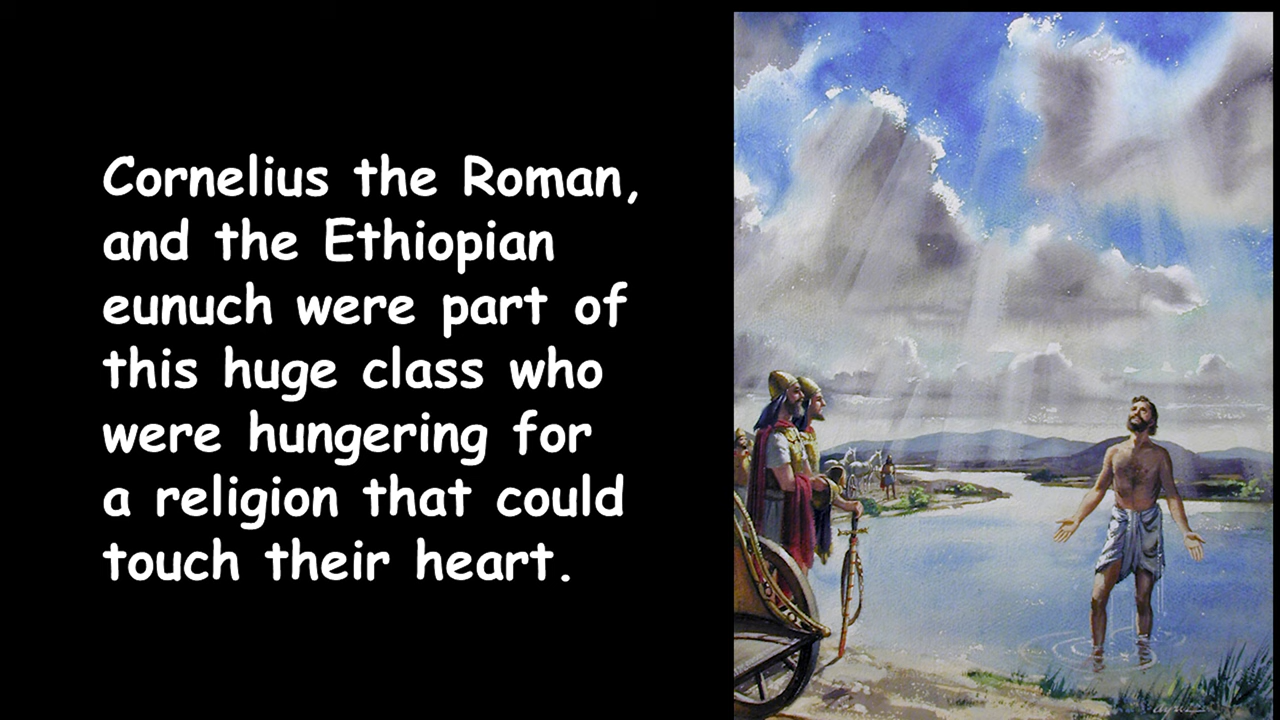 Cornelius the Roman,
and the Ethiopian
eunuch were part of
this huge class who
were hungering for
a religion that could
touch their heart.